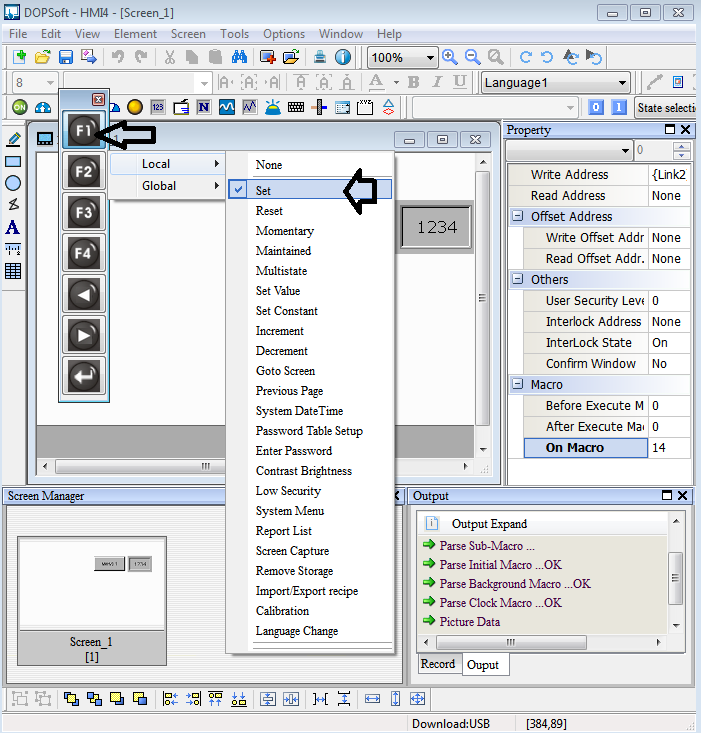 DOPSoft - HMI4 - [Screen_1]
File Edit View Element Screen Tools Options Window Help
100%
8 A B I U Language1
ON 123 N XYZ 0 1 State selecti
F1
F2
F3
F4
A
1
Local
Global
None
Set
Reset
Momentary
Maintained
Multistate
Set Value
Set Constant
Increment
Decrement
Goto Screen
Previous Page
System DateTime
Password Table Setup
Enter Password
Contrast Brightness
Low Security
System Menu
Report List
Screen Capture
Remove Storage
Import/Export recipe
Calibration
Language Change
1234
Property
0
Write Address {Link2
Read Address None
Offset Address
Write Offset Addr None
Read Offset Addr. None
Others
User Security Leve 0
Interlock Address None
InterLock State On
Confirm Window No
Macro
Before Execute M 0
After Execute Mac 0
On Macro 14
Screen Manager
1234
Screen_1
[1]
Output
Output Expand
Parse Sub-Macro ...
Parse Initial Macro ...OK
Parse Background Macro ...OK
Parse Clock Macro ...OK
Picture Data
Record Ouput
Download:USB [384,89]